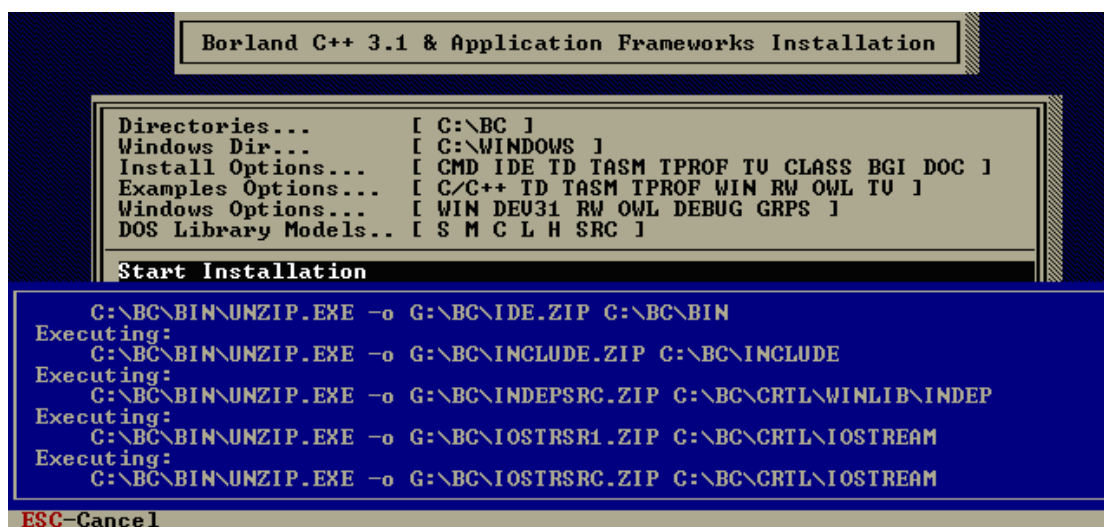 Borland C++ 3.1 & Application Frameworks Installation
Directories... [ C:\BC ]
Windows Dir... [ C:\WINDOWS ]
Install Options... [ CMD IDE TD TASM TPROF TV CLASS BGI DOC ]
Examples Options... [ C/C++ TD TASM TPROF WIN RW OWL TV ]
Windows Options... [ WIN DEV31 RW OWL DEBUG GRPS ]
DOS Library Models.. [ S M C L H SRC ]
Start Installation
C:\BC\BIN\UNZIP.EXE -o G:\BC\IDE.ZIP C:\BC\BIN
Executing:
C:\BC\BIN\UNZIP.EXE -o G:\BC\INCLUDE.ZIP C:\BC\INCLUDE
Executing:
C:\BC\BIN\UNZIP.EXE -o G:\BC\INDEPSRC.ZIP C:\BC\CRTL\WINLIB\INDEP
Executing:
C:\BC\BIN\UNZIP.EXE -o G:\BC\IOSTRSR1.ZIP C:\BC\CRTL\IOSTREAM
Executing:
C:\BC\BIN\UNZIP.EXE -o G:\BC\IOSTRSRC.ZIP C:\BC\CRTL\IOSTREAM
ESC-Cancel